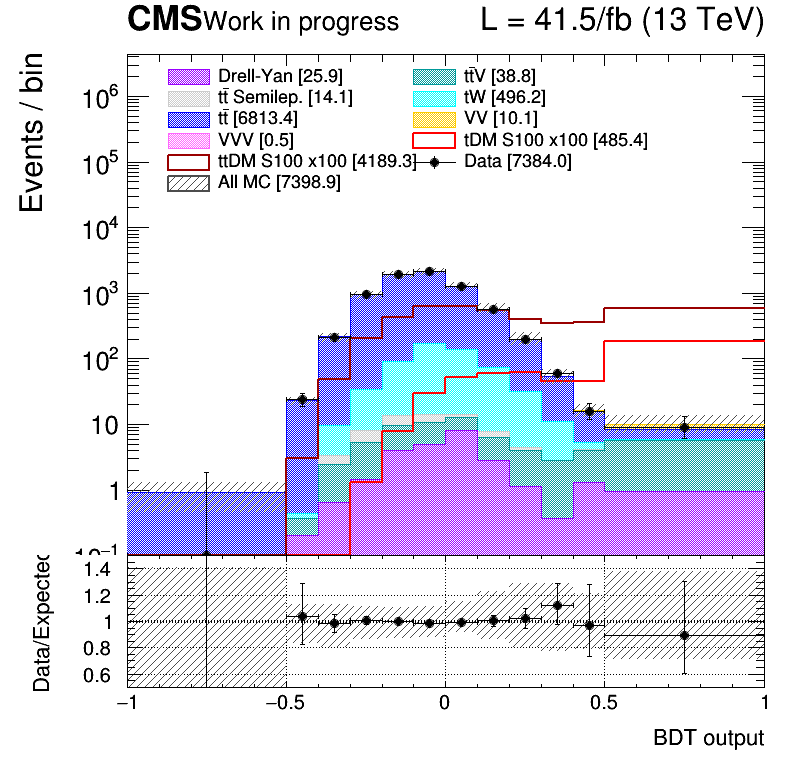 CMS Work in progress L = 41.5/fb (13 TeV)
Events / bin
Drell-Yan [25.9] tt̄V [38.8]
tt̄ Semilep. [14.1] tW [496.2]
tt̄ [6813.4] VV [10.1]
VVV [0.5] tDM S100 x100 [485.4]
ttDM S100 x100 [4189.3] Data [7384.0]
All MC [7398.9]
10⁶
10⁵
10⁴
10³
10²
10
1
10⁻¹
Data/Expected
1.4
1.2
1
0.8
0.6
−1 −0.5 0 0.5 1
BDT output